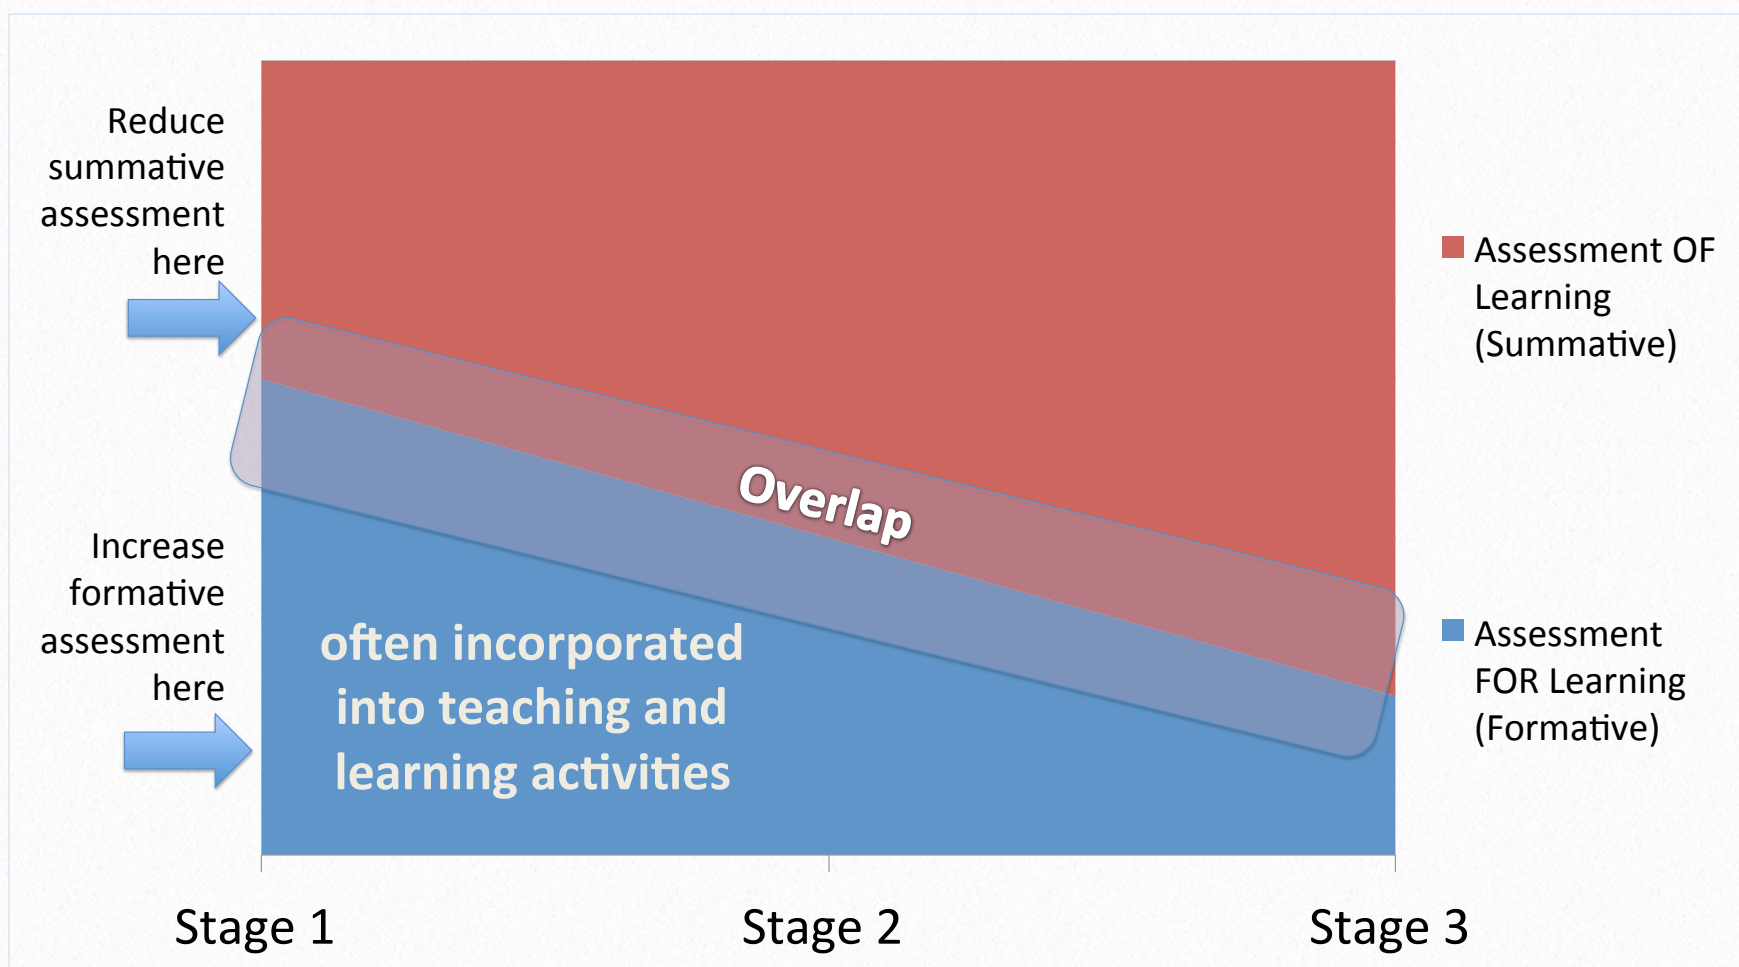 Reduce
summative
assessment
here
Increase
formative
assessment
here
Overlap
often incorporated
into teaching and
learning activities
Assessment OF
Learning
(Summative)
Assessment
FOR Learning
(Formative)
Stage 1
Stage 2
Stage 3